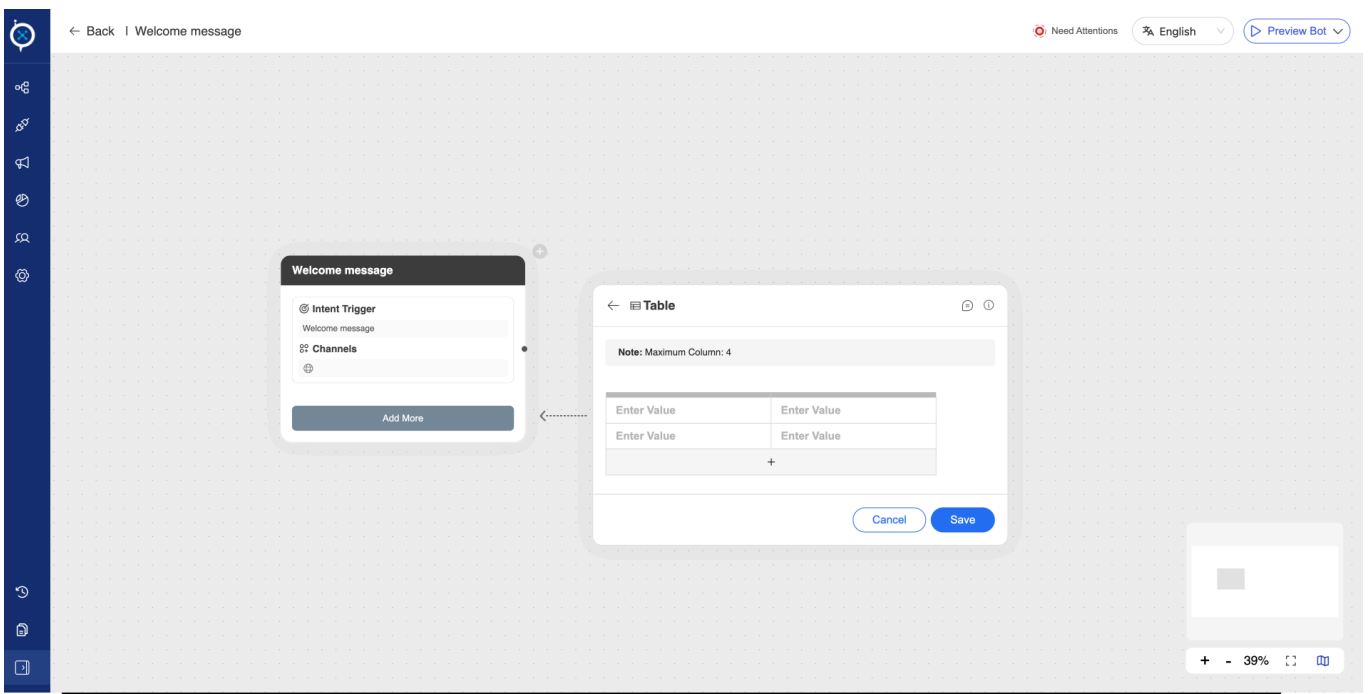 ← Back | Welcome message
Need Attentions
English
Preview Bot
Welcome message
Intent Trigger
Welcome message
Channels
Add More
Table
Note: Maximum Column: 4
Enter Value Enter Value
Enter Value Enter Value
+
Cancel Save
+ - 39%